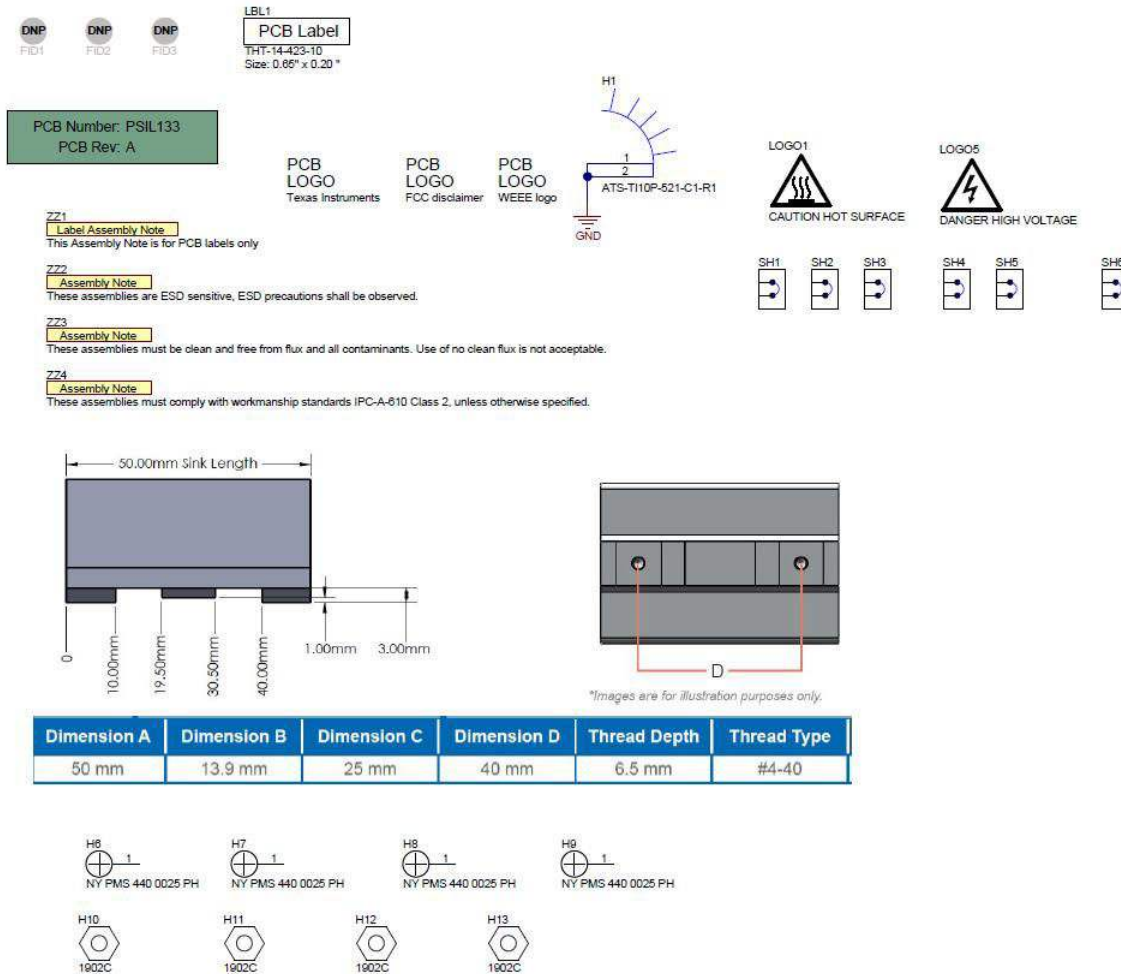 DNP
FID1
DNP
FID2
DNP
FID3
LBL1
PCB Label
THT-14-423-10
Size: 0.65" x 0.20 "
PCB Number: PSIL133
PCB Rev: A
PCB
LOGO
Texas Instruments
PCB
LOGO
FCC disclaimer
PCB
LOGO
WEEE logo
H1
1
2
ATS-TI10P-521-C1-R1
GND
LOGO1
CAUTION HOT SURFACE
LOGO5
DANGER HIGH VOLTAGE
SH1
SH2
SH3
SH4
SH5
SH6
ZZ1
Label Assembly Note
This Assembly Note is for PCB labels only
ZZ2
Assembly Note
These assemblies are ESD sensitive, ESD precautions shall be observed.
ZZ3
Assembly Note
These assemblies must be clean and free from flux and all contaminants. Use of no clean flux is not acceptable.
ZZ4
Assembly Note
These assemblies must comply with workmanship standards IPC-A-610 Class 2, unless otherwise specified.
50.00mm Sink Length
0
10.00mm
19.50mm
30.50mm
40.00mm
1.00mm
3.00mm
D
*Images are for illustration purposes only.
Dimension A Dimension B Dimension C Dimension D Thread Depth Thread Type
50 mm 13.9 mm 25 mm 40 mm 6.5 mm #4-40
H6
1
NY PMS 440 0025 PH
H7
1
NY PMS 440 0025 PH
H8
1
NY PMS 440 0025 PH
H9
1
NY PMS 440 0025 PH
H10
1902C
H11
1902C
H12
1902C
H13
1902C